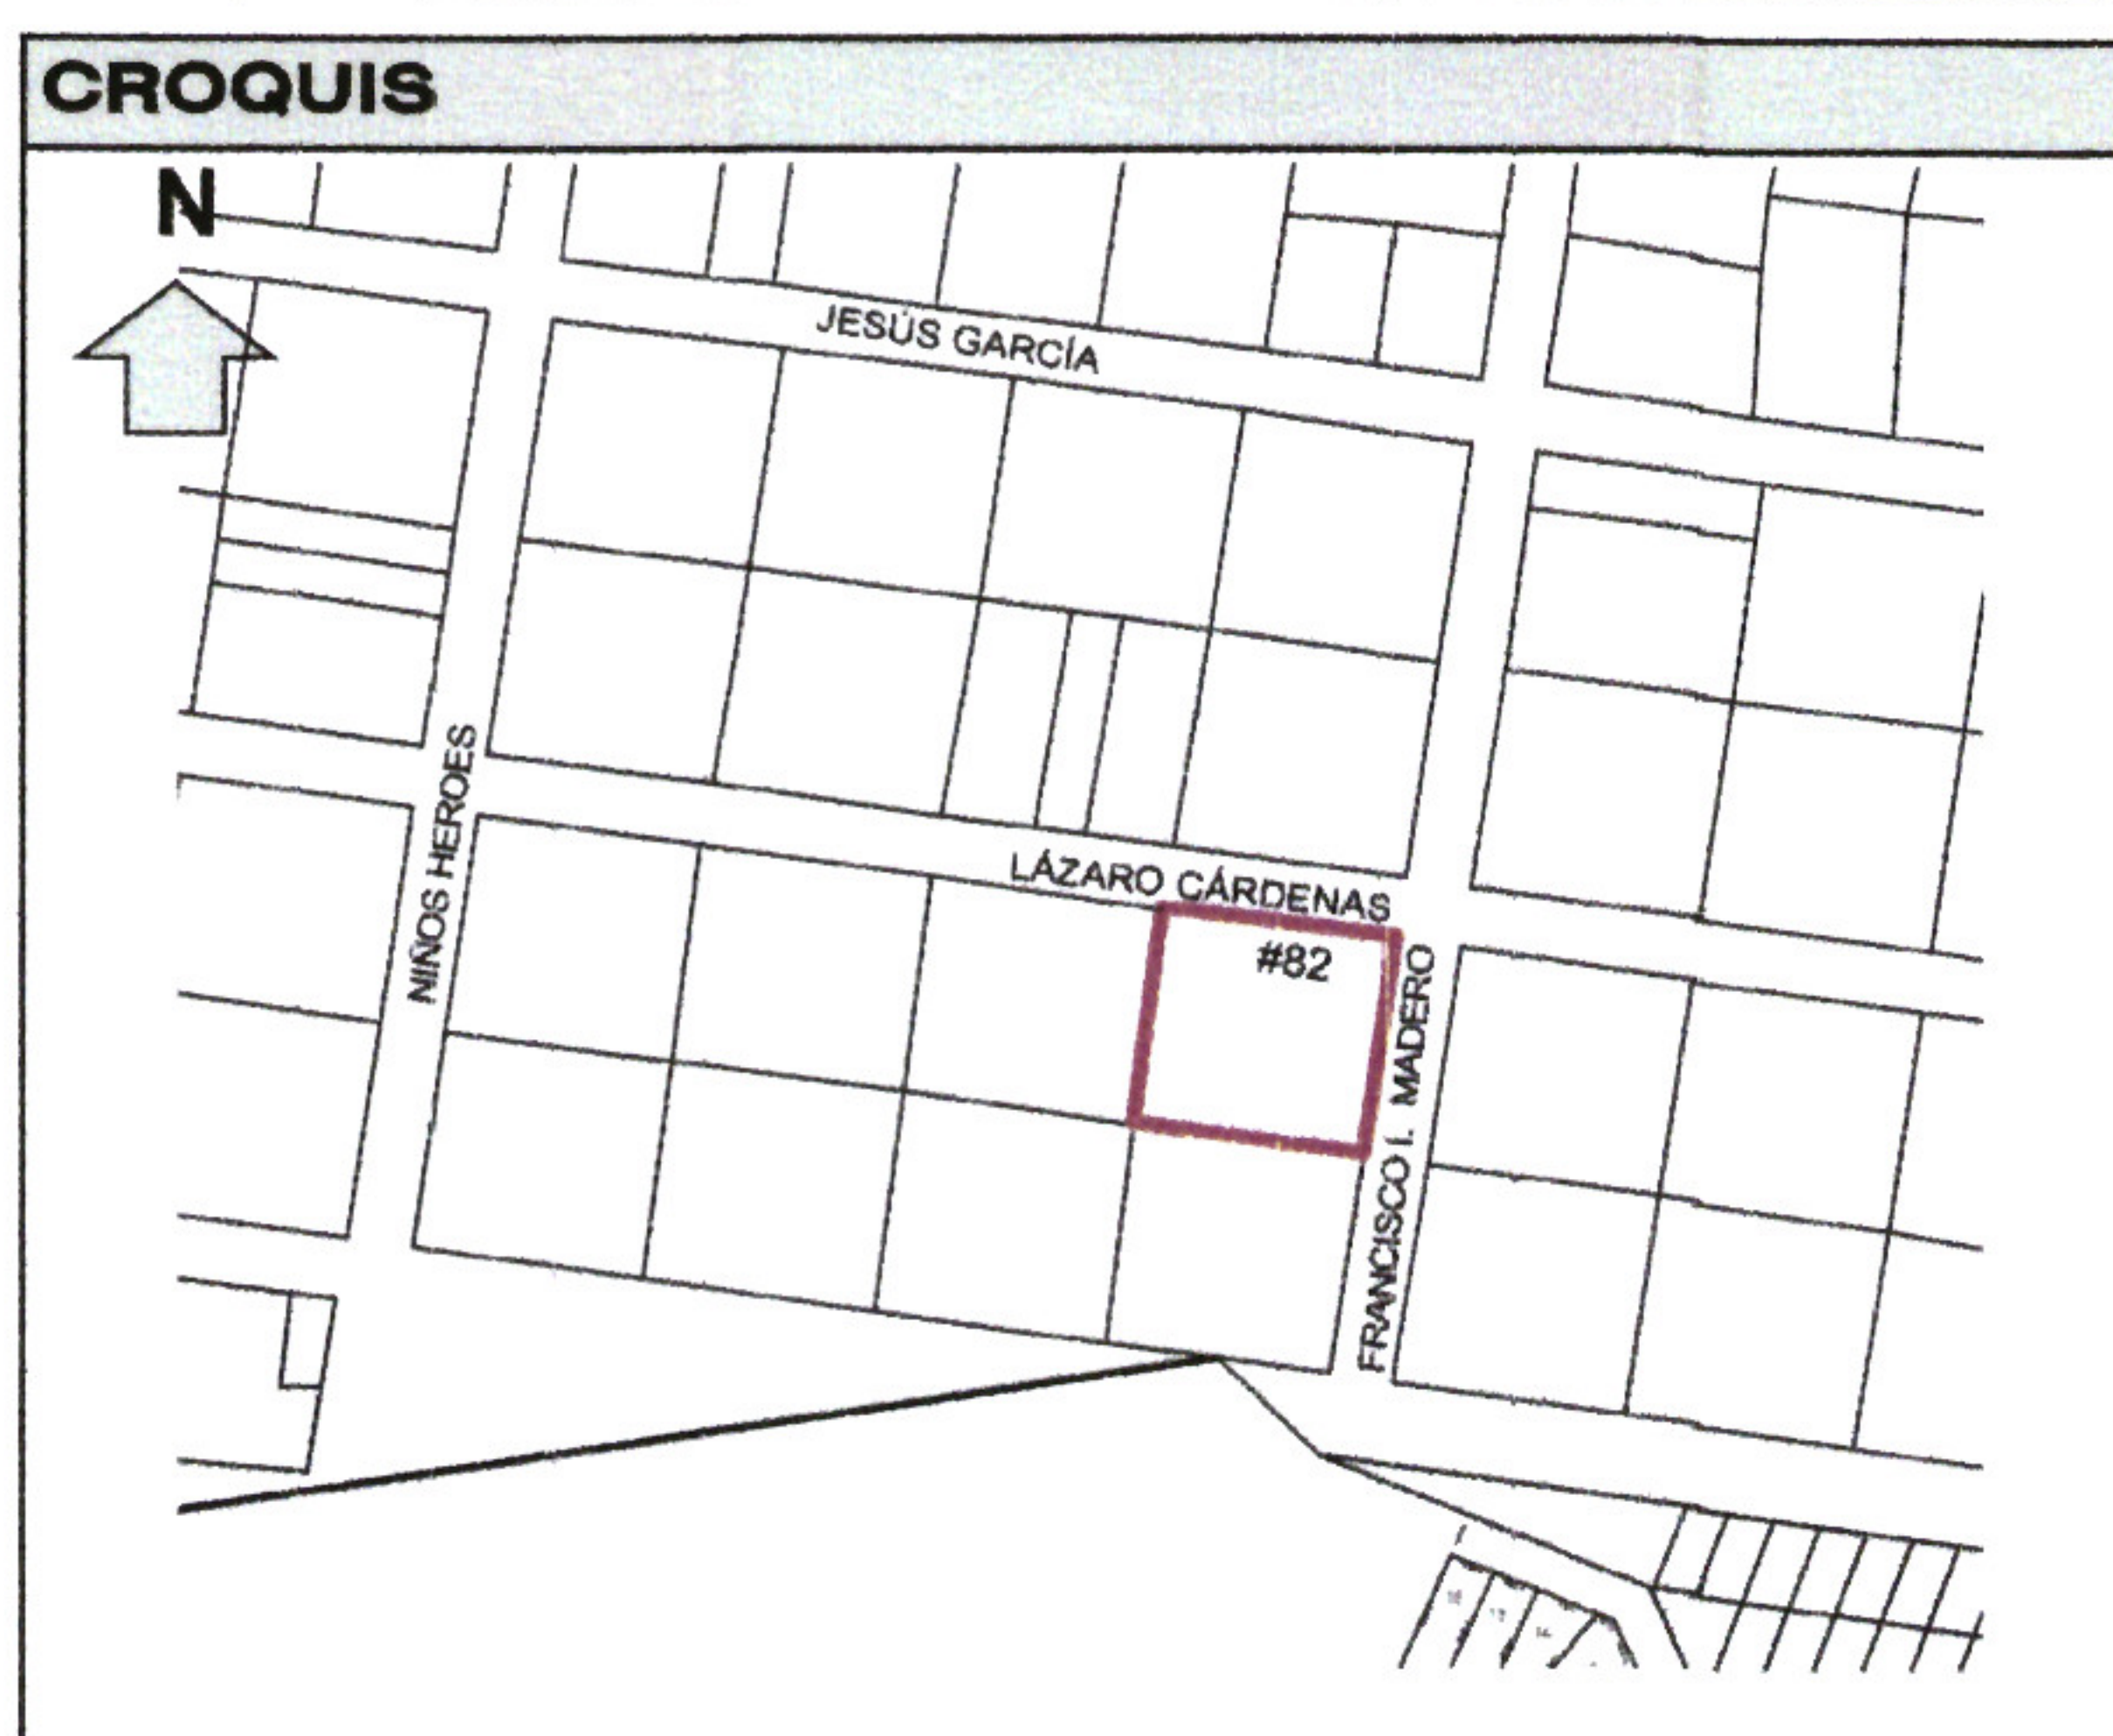 CROQUIS
N
JESÚS GARCÍA
NIÑOS HEROES
LÁZARO CÁRDENAS
#82
FRANCISCO I. MADERO